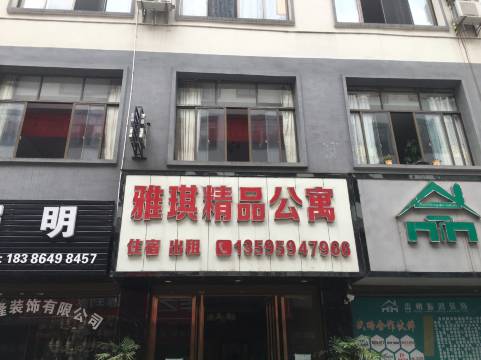 雅琪精品公寓
住宿 出租 13595947906
明
: 183 8649 8457
装饰有限公司